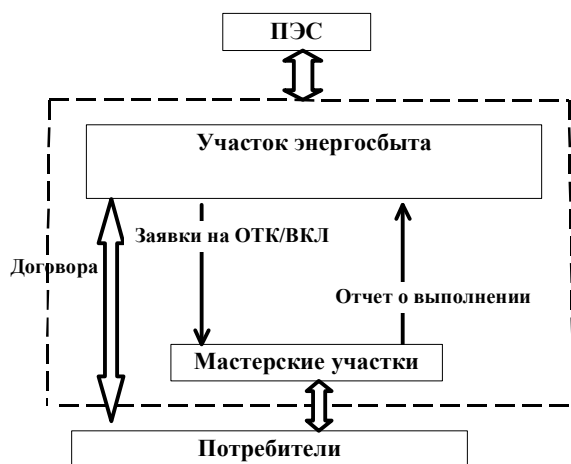 ПЭС
Участок энергосбыта
Заявки на ОТК/ВКЛ
Договора
Отчет о выполнении
Мастерские участки
Потребители